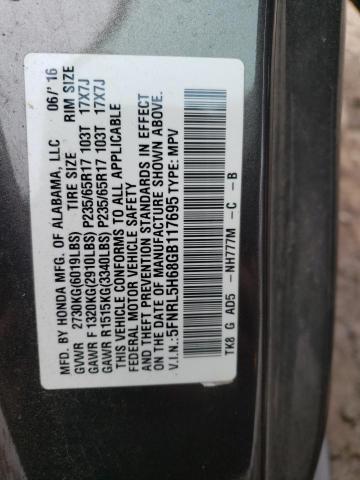 MFD. BY HONDA MFG. OF ALABAMA, LLC 06/' 16
GVWR 2730KG(6019LBS) TIRE SIZE RIM SIZE
GAWR F 1320KG(2910LBS) P235/65R17 103T 17X7J
GAWR R1515KG(3340LBS) P235/65R17 103T 17X7J
THIS VEHICLE CONFORMS TO ALL APPLICABLE
FEDERAL MOTOR VEHICLE SAFETY
THEFT PREVENTION STANDARDS IN EFFECT
ON THE DATE OF MANUFACTURE SHOWN ABOVE.
V.I.N.: 5FNRL5H68GB117695 TYPE: MPV
TK8 G AD5 -NH777M - C - B